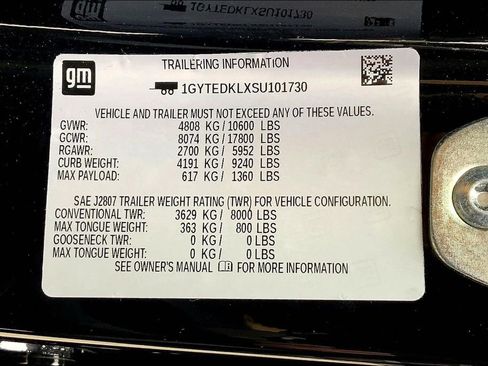 gm
TRAILERING INFORMATION
1GYTEDKLXSU101730
VEHICLE AND TRAILER MUST NOT EXCEED ANY OF THESE VALUES.
GVWR: 4808 KG/10600 LBS
GCWR: 8074 KG/17800 LBS
RGAWR: 2700 KG/ 5952 LBS
CURB WEIGHT: 4191 KG/ 9240 LBS
MAX PAYLOAD: 617 KG/ 1360 LBS
SAE J2807 TRAILER WEIGHT RATING (TWR) FOR VEHICLE CONFIGURATION.
CONVENTIONAL TWR: 3629 KG/ 8000 LBS
MAX TONGUE WEIGHT: 363 KG/ 800 LBS
GOOSENECK TWR: 0 KG/ 0 LBS
MAX TONGUE WEIGHT: 0 KG/ 0 LBS
SEE OWNER'S MANUAL FOR MORE INFORMATION